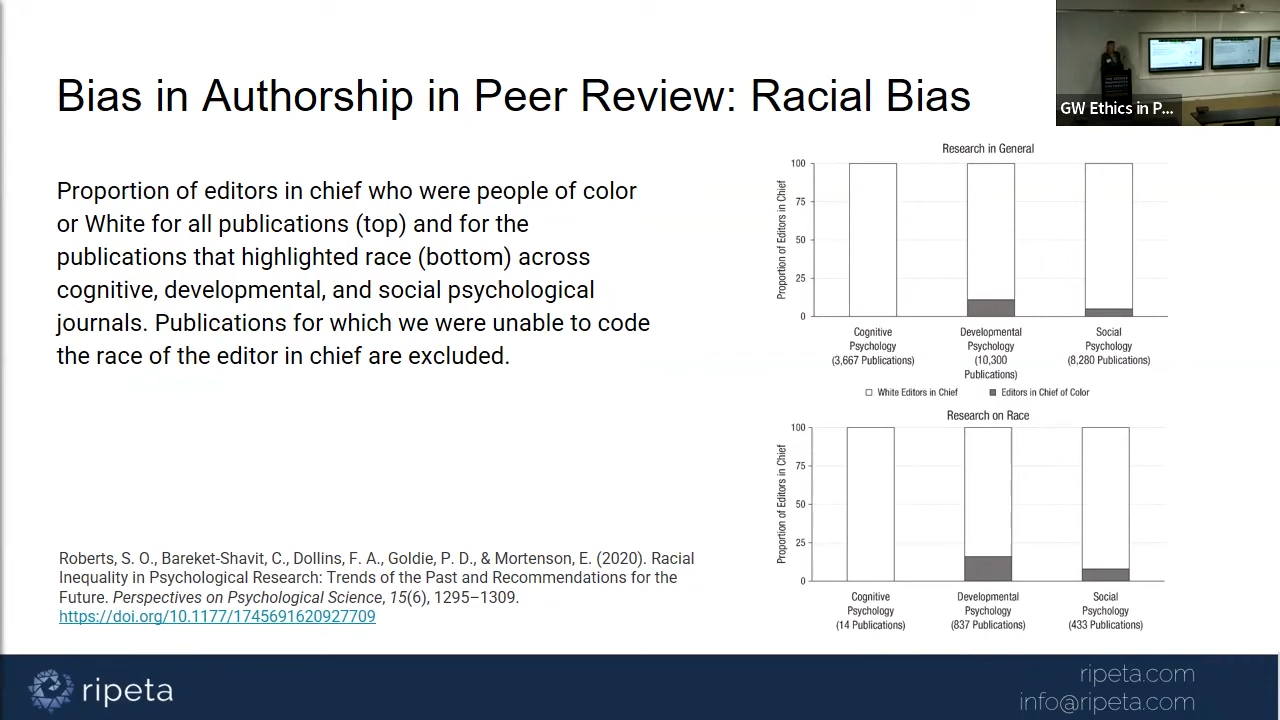 Bias in Authorship in Peer Review: Racial Bias
GW Ethics in P...
Proportion of editors in chief who were people of color
or White for all publications (top) and for the
publications that highlighted race (bottom) across
cognitive, developmental, and social psychological
journals. Publications for which we were unable to code
the race of the editor in chief are excluded.
Research in General
Proportion of Editors in Chief
100
75
50
25
0
Cognitive
Psychology
(3,667 Publications)
Developmental
Psychology
(10,300
Publications)
Social
Psychology
(8,280 Publications)
White Editors in Chief
Editors in Chief of Color
Research on Race
Proportion of Editors in Chief
100
75
50
25
0
Cognitive
Psychology
(14 Publications)
Developmental
Psychology
(837 Publications)
Social
Psychology
(433 Publications)
Roberts, S. O., Bareket-Shavit, C., Dollins, F. A., Goldie, P. D., & Mortenson, E. (2020). Racial
Inequality in Psychological Research: Trends of the Past and Recommendations for the
Future. Perspectives on Psychological Science, 15(6), 1295–1309.
https://doi.org/10.1177/1745691620927709
ripeta
ripeta.com
info@ripeta.com